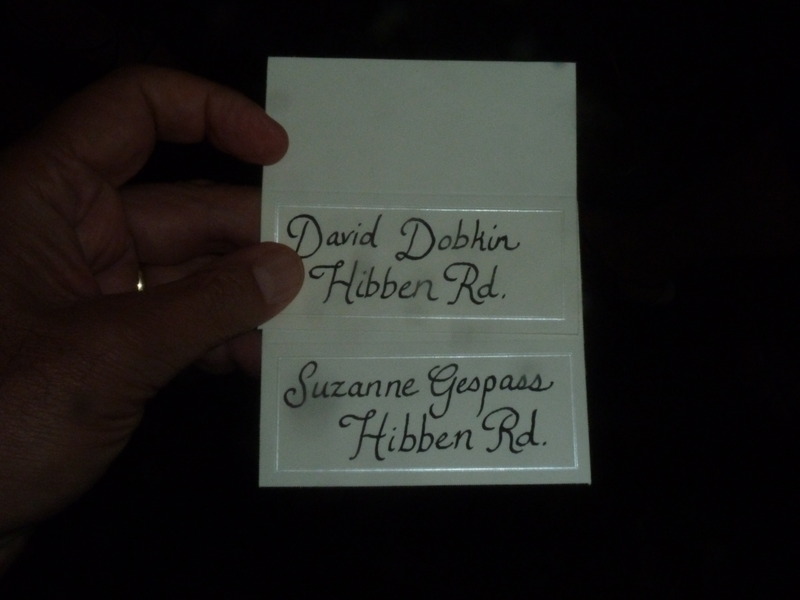 David Dobkin
Hibben Rd.
Suzanne Gespass
Hibben Rd.